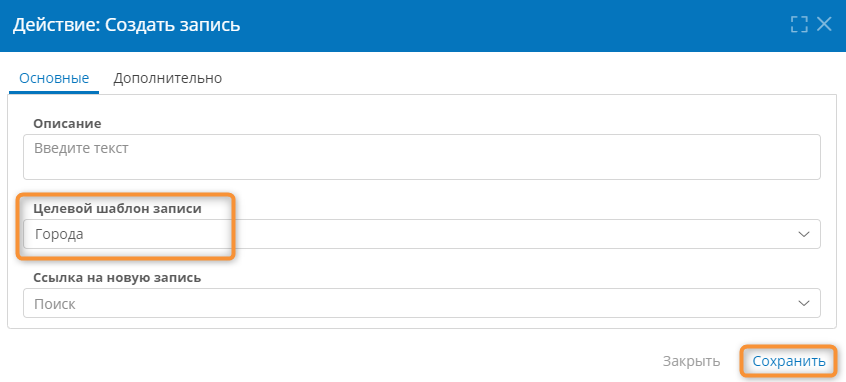 Действие: Создать запись
Основные Дополнительно
Описание
Введите текст
Целевой шаблон записи
Города
Ссылка на новую запись
Поиск
Закрыть Сохранить